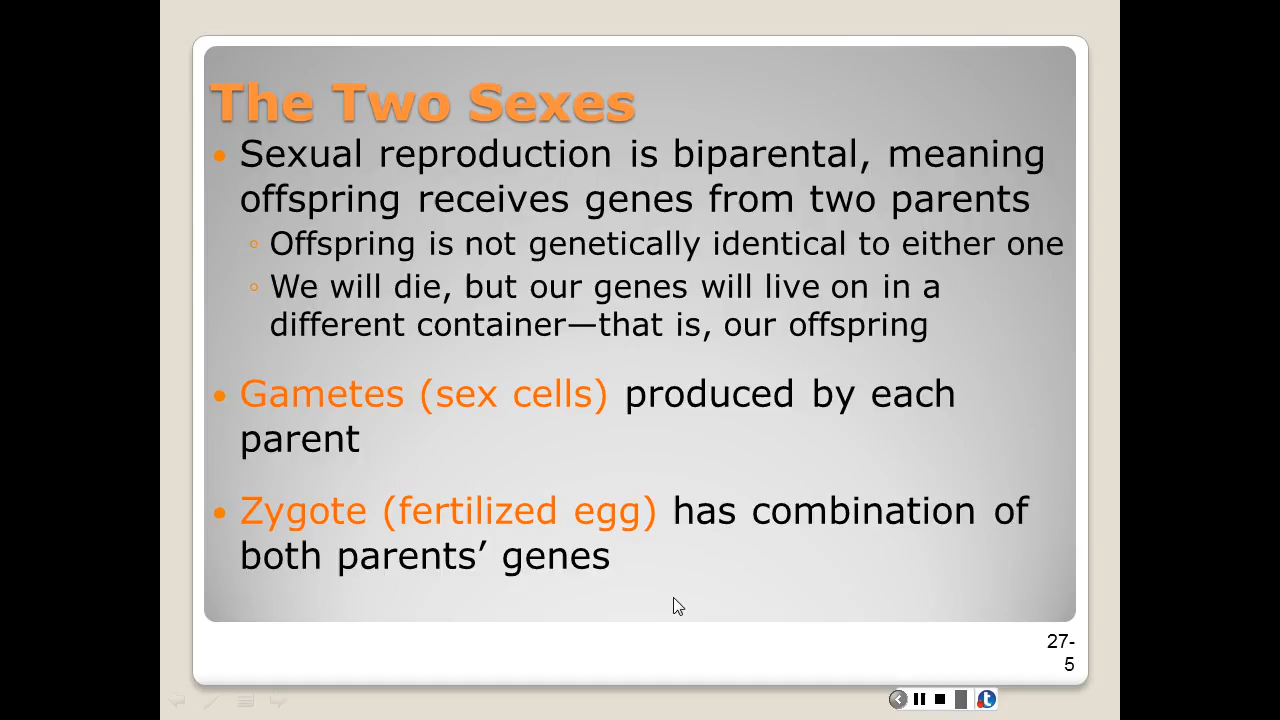 The Two Sexes
• Sexual reproduction is biparental, meaning
offspring receives genes from two parents
◦ Offspring is not genetically identical to either one
◦ We will die, but our genes will live on in a
different container—that is, our offspring
• Gametes (sex cells) produced by each
parent
• Zygote (fertilized egg) has combination of
both parents’ genes
27-
5
t